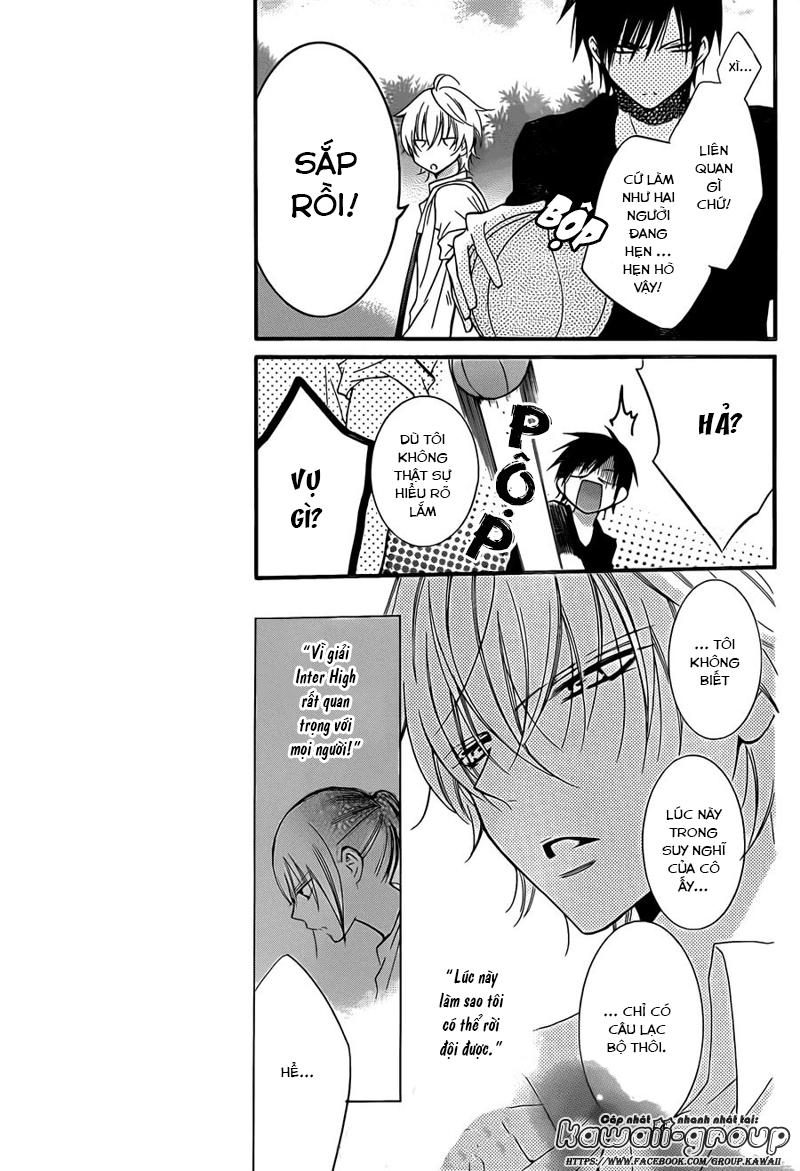 XÌ...
LIÊN
QUAN
GÌ
CHỨ!
CỨ LÀM
NHƯ HAI
NGƯỜI
ĐANG
HẸN ...
HẸN HÒ
VẬY!
BỘP
SẮP
RỒI!
HẢ?
PÔP
DÙ TÔI
KHÔNG
THẬT SỰ
HIỂU RÕ
LẮM
VỤ
GÌ?
... TÔI
KHÔNG
BIẾT
LÚC NÀY
TRONG
SUY NGHĨ
CỦA CÔ
ẤY...
... CHỈ CÓ
CÂU LẠC
BỘ THÔI.
“Vì giải
Inter High
rất quan
trọng với
mọi người!”
“Lúc này
làm sao tôi
có thể rời
đội được.”
HỂ...
Cập nhật nhanh nhất tại:
Kawaii-group
HTTPS://WWW.FACEBOOK.COM/GROUP.KAWAII